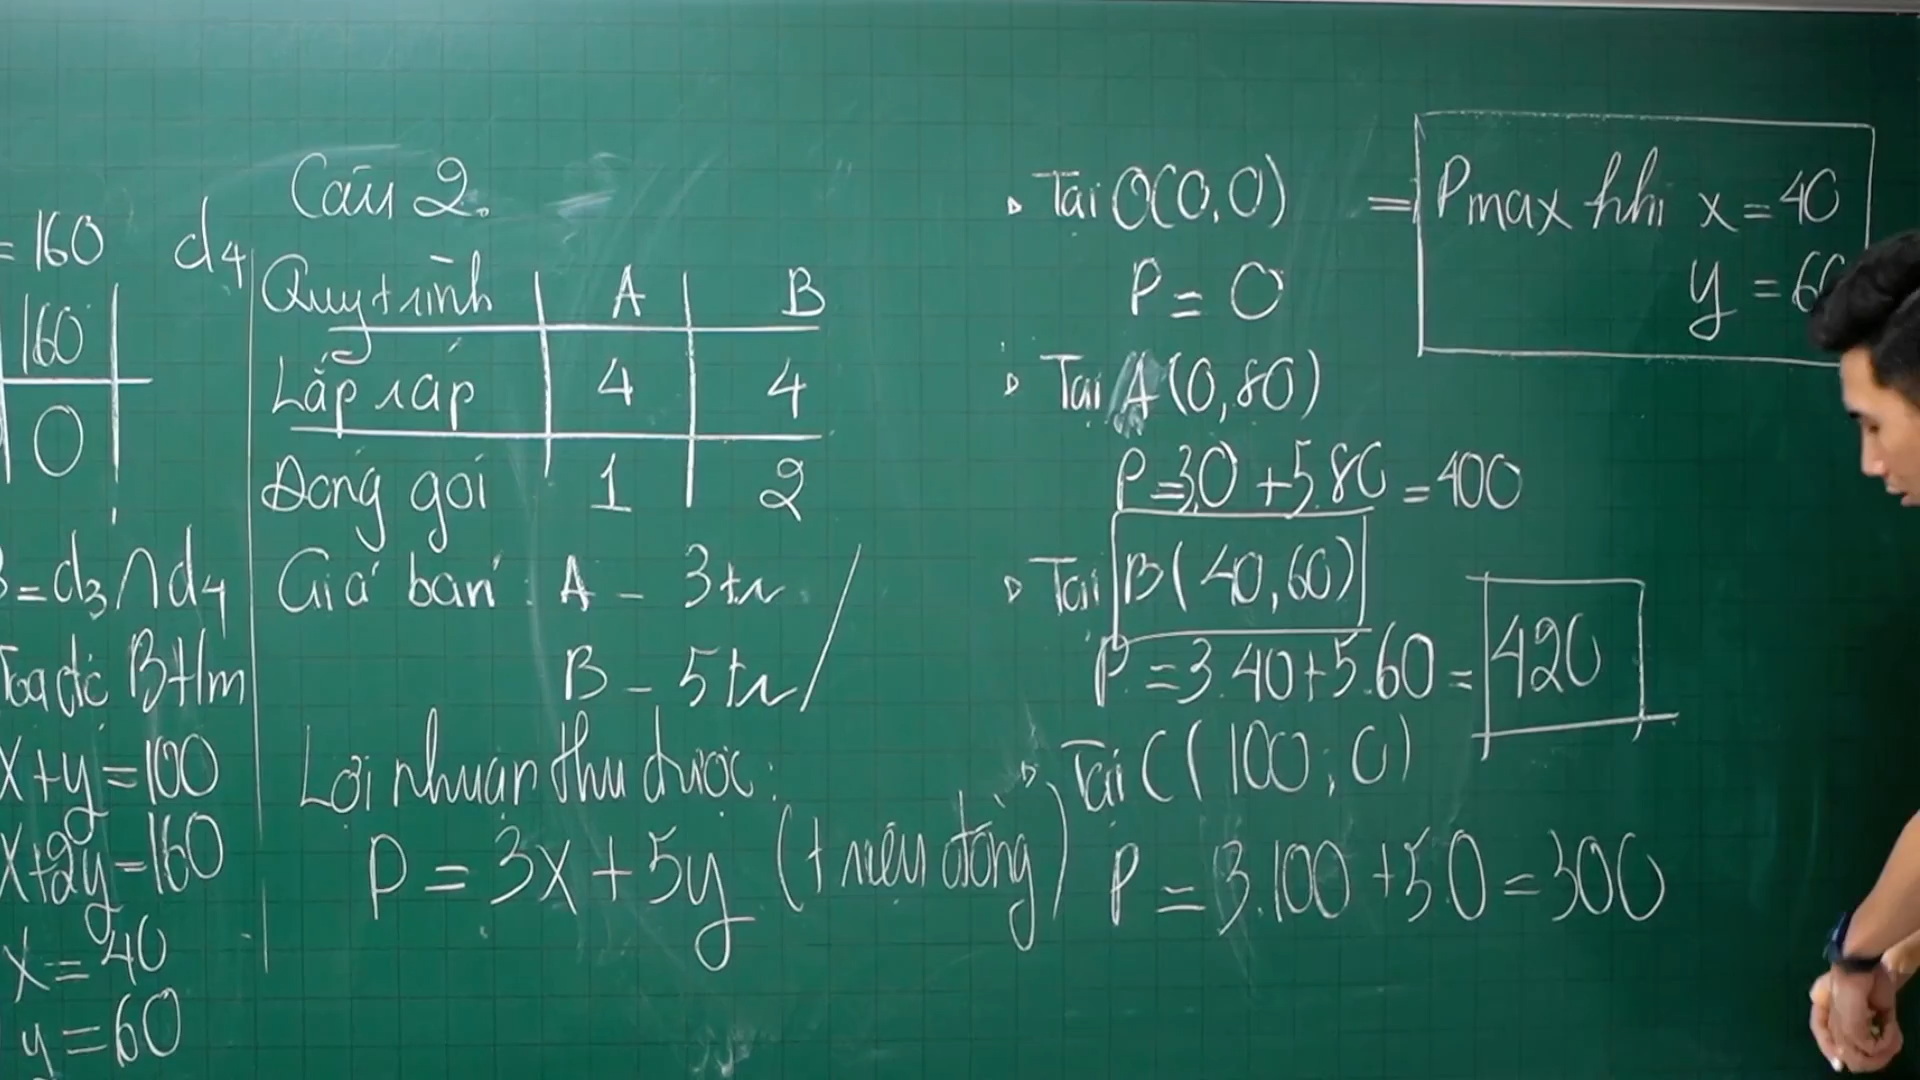 = 160 d4
160
0
B = d3 ∩ d4
Toạ độ B t/m
x + y = 100
x + 2y = 160
x = 40
y = 60
Câu 2.
Quy trình A B
Lắp ráp 4 4
Đóng gói 1 2
Giá bán: A - 3tr
B - 5tr
Lợi nhuận thu được:
P = 3x + 5y (triệu đồng)
Tại O(0,0)
P = 0
Tại A(0,80)
P = 3.0 + 5.80 = 400
Tại B(40,60)
P = 3.40 + 5.60 = 420
Tại C(100;0)
P = 3.100 + 5.0 = 300
=) Pmax khi x = 40
y = 60